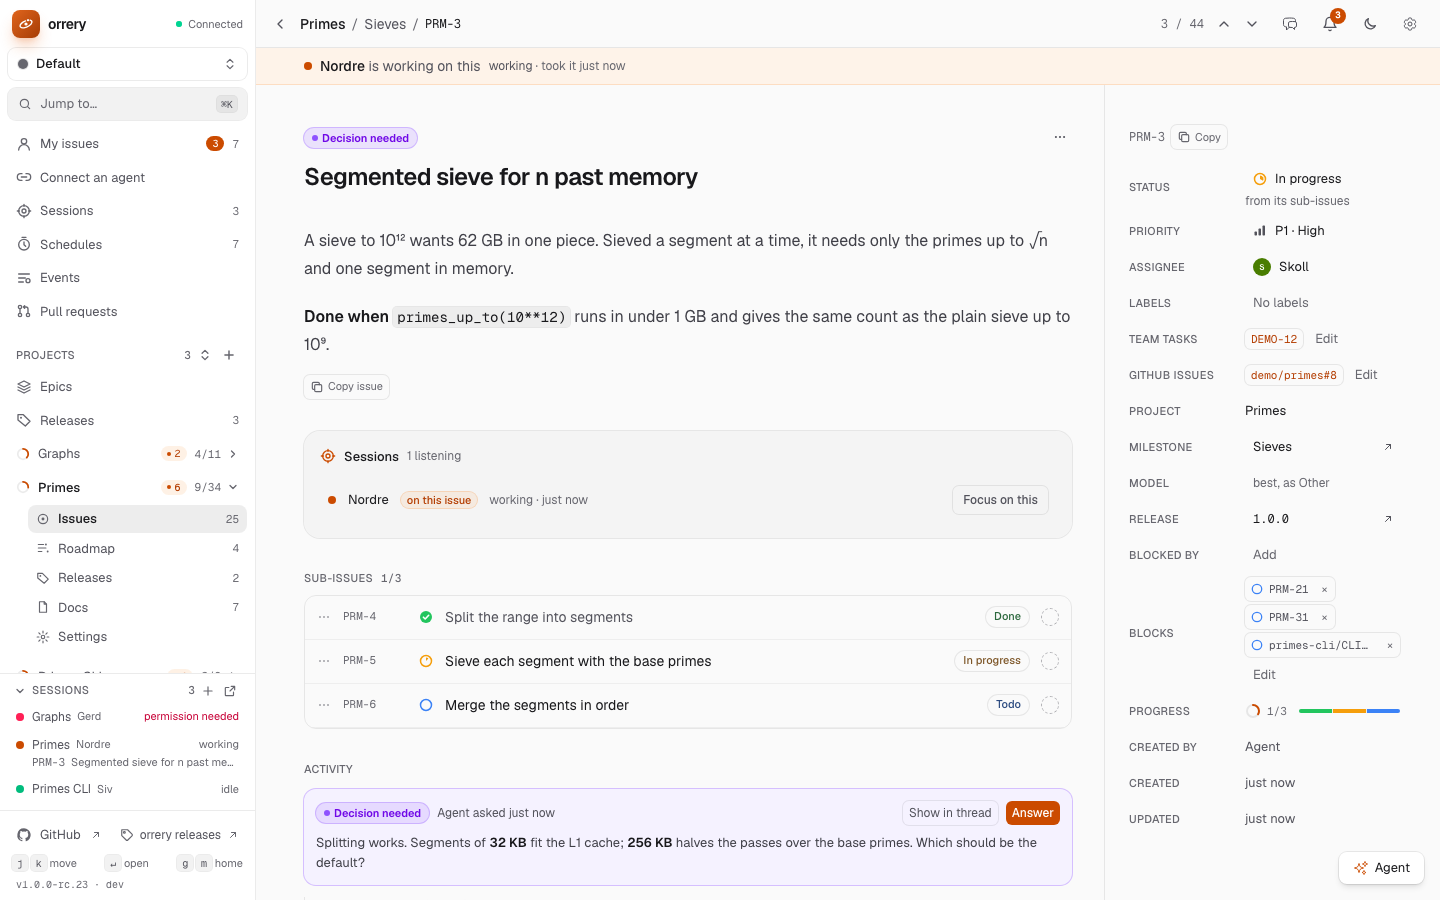 orrery
Connected
Default
Jump to...
⌘K
My issues 3 7
Connect an agent
Sessions 3
Schedules 7
Events
Pull requests
PROJECTS 3
Epics
Releases 3
Graphs 2 4/11
Primes 6 9/34
Issues 25
Roadmap 4
Releases 2
Docs 7
Settings
SESSIONS 3
Graphs Gerd permission needed
Primes Nordre working
PRM-3 Segmented sieve for n past me...
Primes CLI Siv idle
GitHub ↗ orrery releases ↗
j k move ↵ open g m home
v1.0.0-rc.23 · dev
Primes / Sieves / PRM-3
3 / 44
3
Nordre is working on this working · took it just now
Decision needed
Segmented sieve for n past memory
A sieve to 10¹² wants 62 GB in one piece. Sieved a segment at a time, it needs only the primes up to √n
and one segment in memory.
Done when primes_up_to(10**12) runs in under 1 GB and gives the same count as the plain sieve up to
10⁹.
Copy issue
Sessions 1 listening
Nordre on this issue working · just now Focus on this
SUB-ISSUES 1/3
PRM-4 Split the range into segments Done
PRM-5 Sieve each segment with the base primes In progress
PRM-6 Merge the segments in order Todo
ACTIVITY
Decision needed Agent asked just now Show in thread Answer
Splitting works. Segments of 32 KB fit the L1 cache; 256 KB halves the passes over the base primes. Which should be the
default?
PRM-3 Copy
STATUS In progress
from its sub-issues
PRIORITY P1 · High
ASSIGNEE S Skoll
LABELS No labels
TEAM TASKS DEMO-12 Edit
GITHUB ISSUES demo/primes#8 Edit
PROJECT Primes
MILESTONE Sieves ↗
MODEL best, as Other
RELEASE 1.0.0 ↗
BLOCKED BY Add
BLOCKS PRM-21 ×
PRM-31 ×
primes-cli/CLI… ×
Edit
PROGRESS 1/3
CREATED BY Agent
CREATED just now
UPDATED just now
Agent